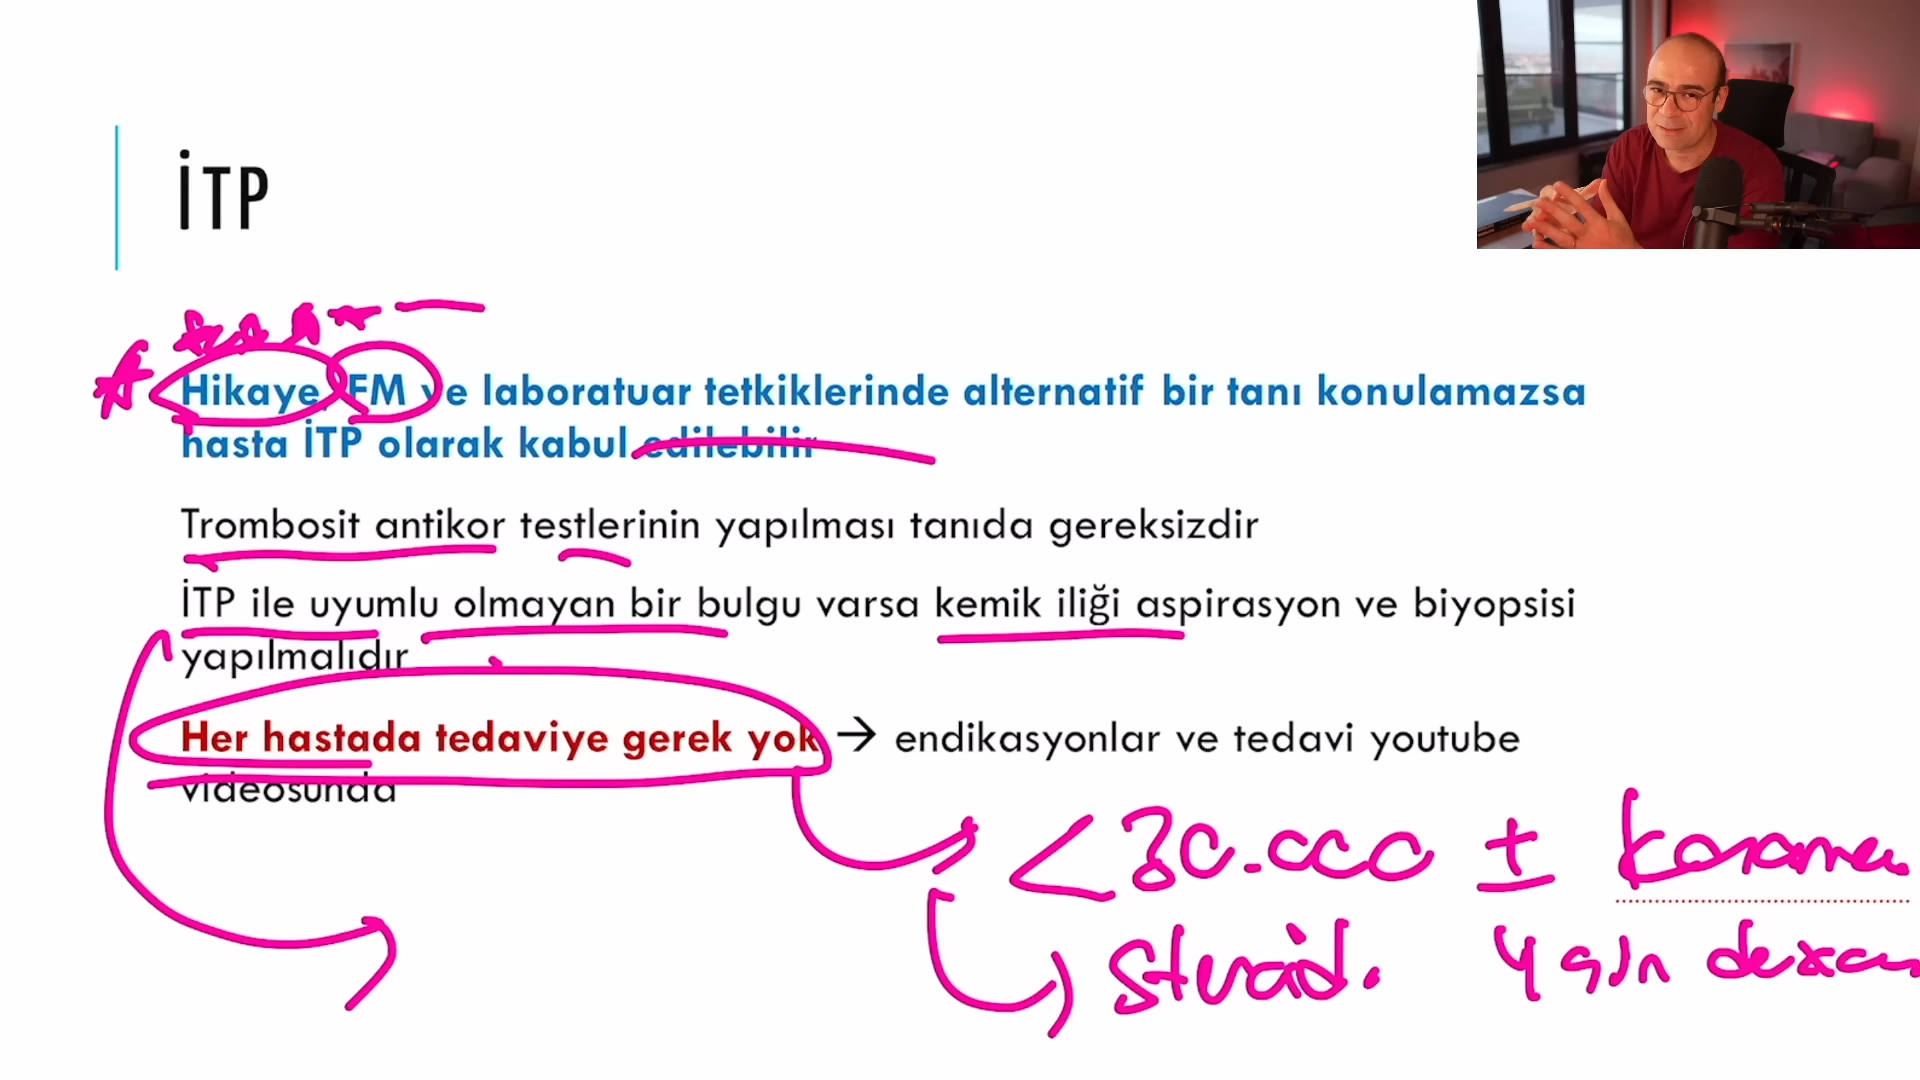 İTP
Hikaye, FM ve laboratuar tetkiklerinde alternatif bir tanı konulamazsa
hasta İTP olarak kabul edilebilir
Trombosit antikor testlerinin yapılması tanıda gereksizdir
İTP ile uyumlu olmayan bir bulgu varsa kemik iliği aspirasyon ve biyopsisi
yapılmalıdır
Her hastada tedaviye gerek yok → endikasyonlar ve tedavi youtube
videosunda
<30.000 ±
steroid. 4 gün